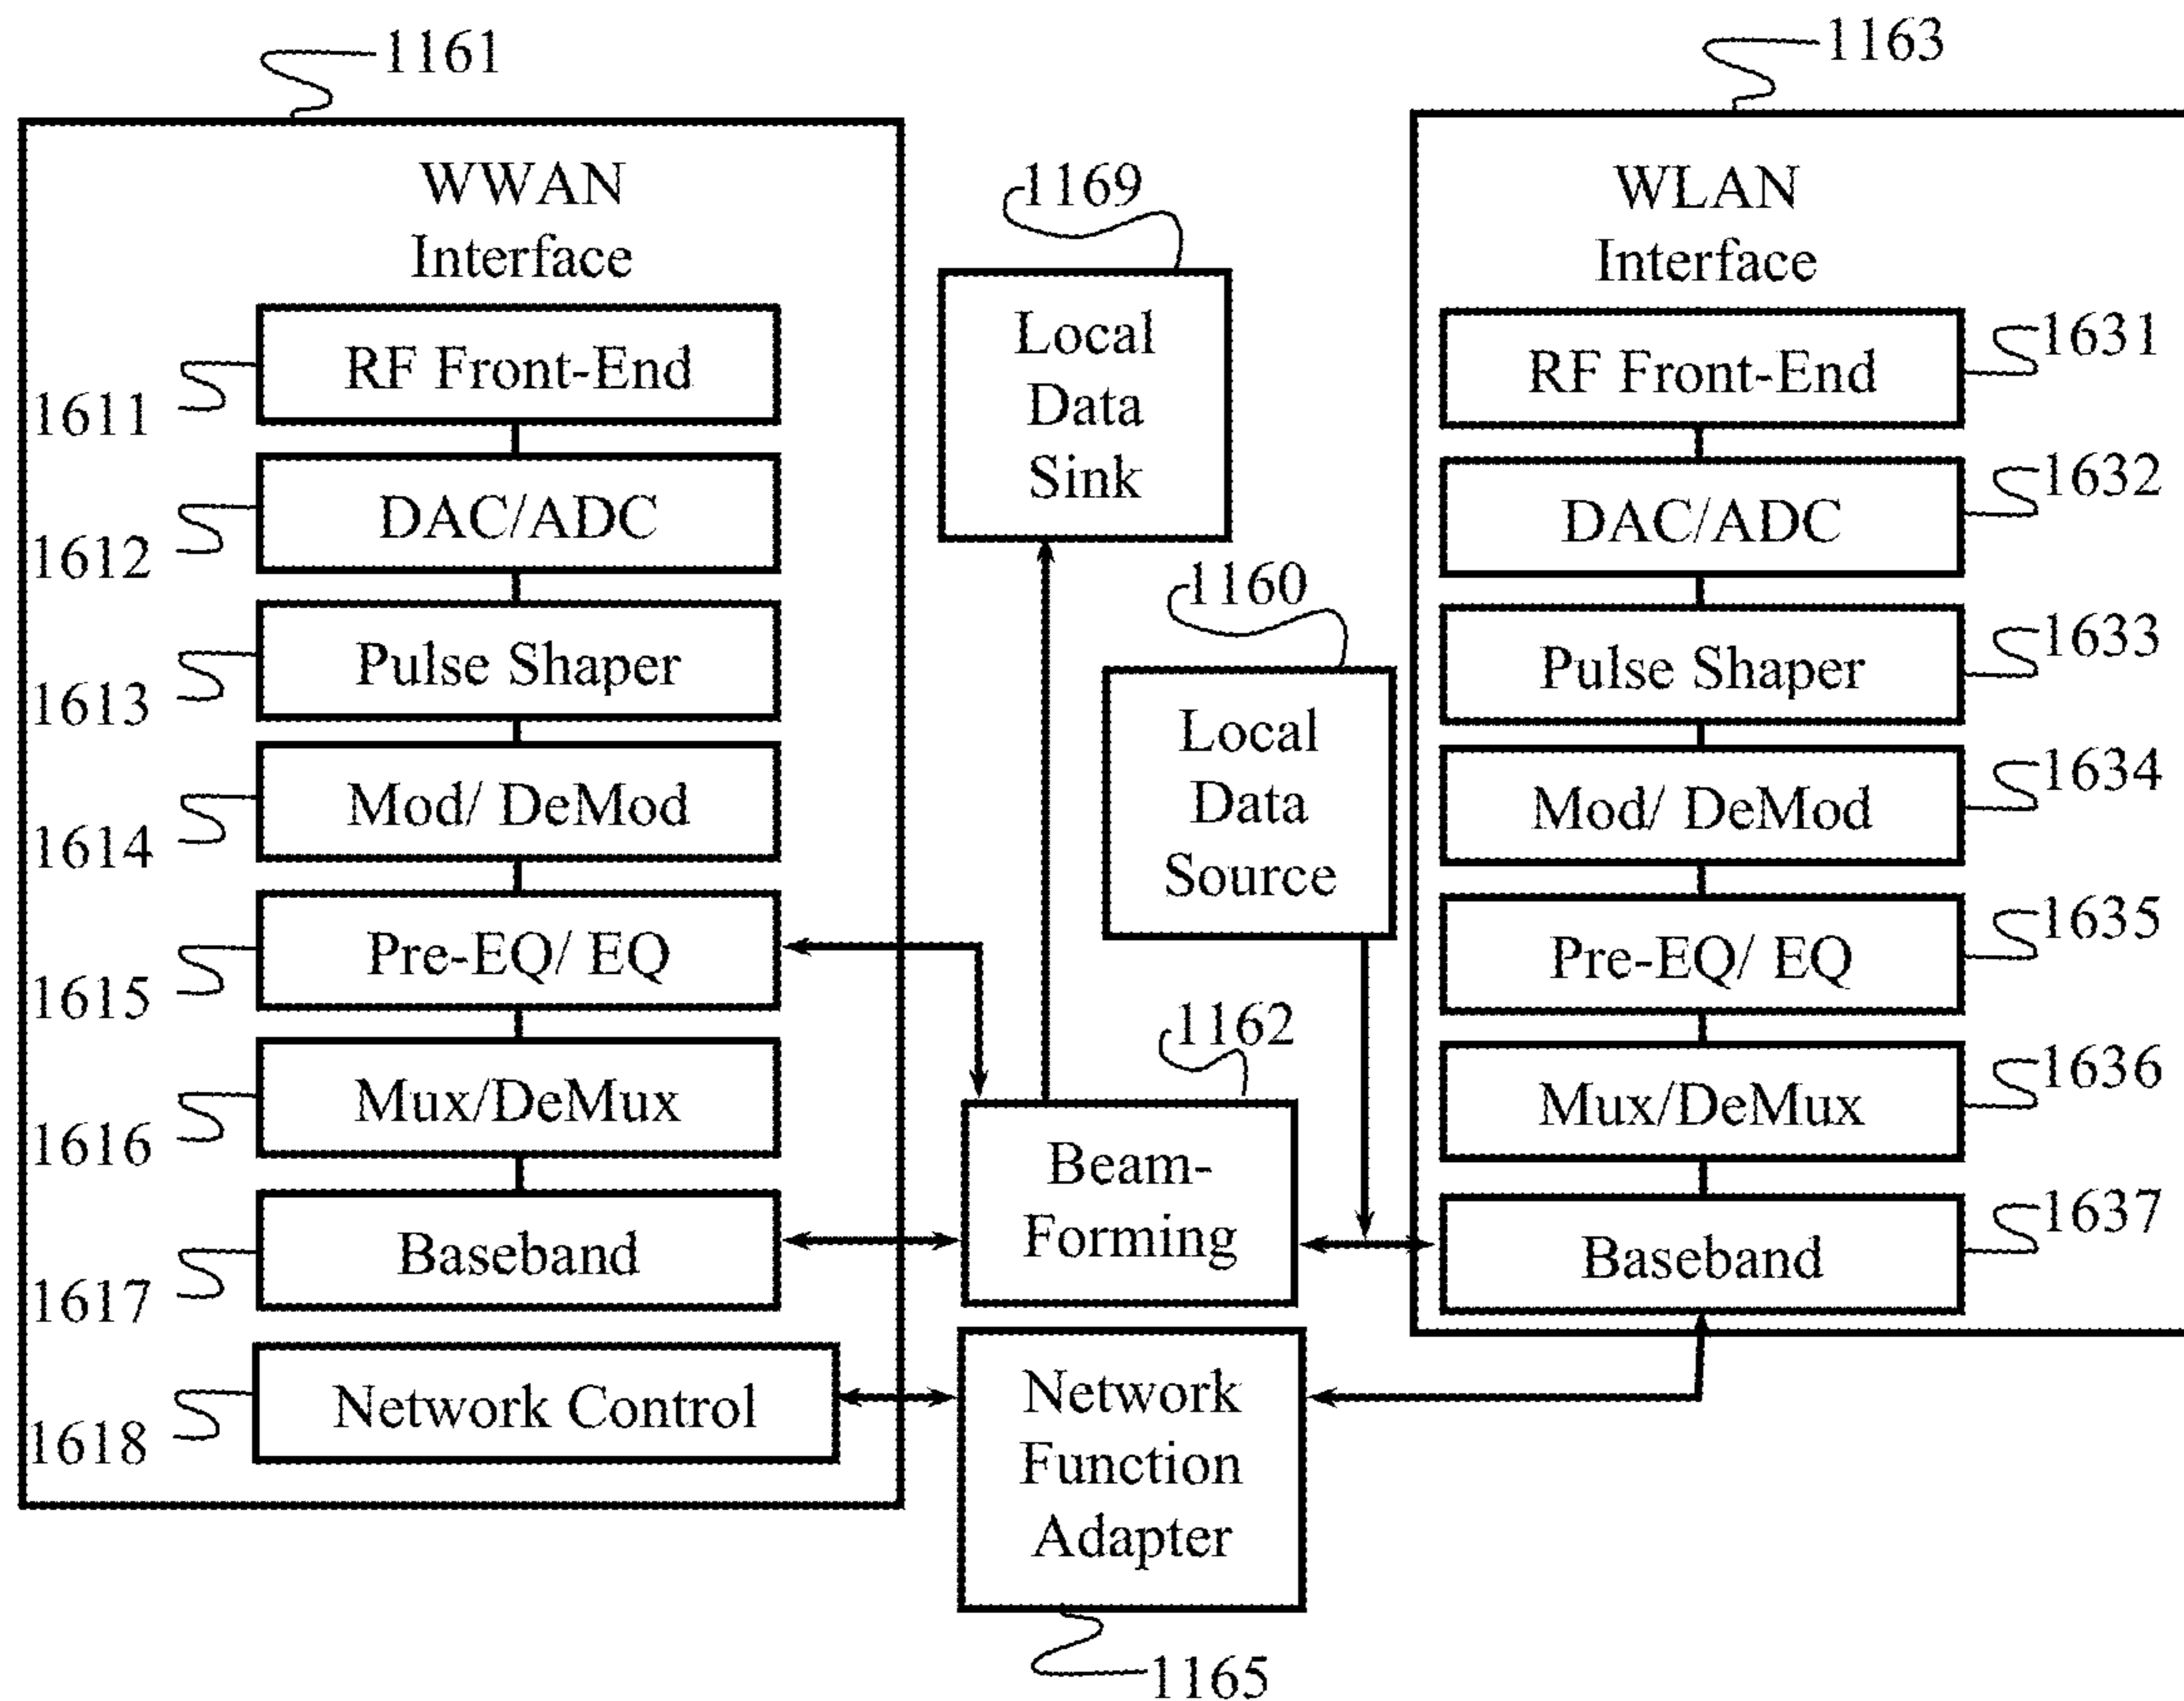 1161
WWAN
Interface
RF Front-End
1611
DAC/ADC
1612
Pulse Shaper
1613
Mod/ DeMod
1614
Pre-EQ/ EQ
1615
Mux/DeMux
1616
Baseband
1617
Network Control
1618
1169
Local
Data
Sink
1160
Local
Data
Source
1162
Beam-
Forming
Network
Function
Adapter
1165
1163
WLAN
Interface
RF Front-End
1631
DAC/ADC
1632
Pulse Shaper
1633
Mod/ DeMod
1634
Pre-EQ/ EQ
1635
Mux/DeMux
1636
Baseband
1637